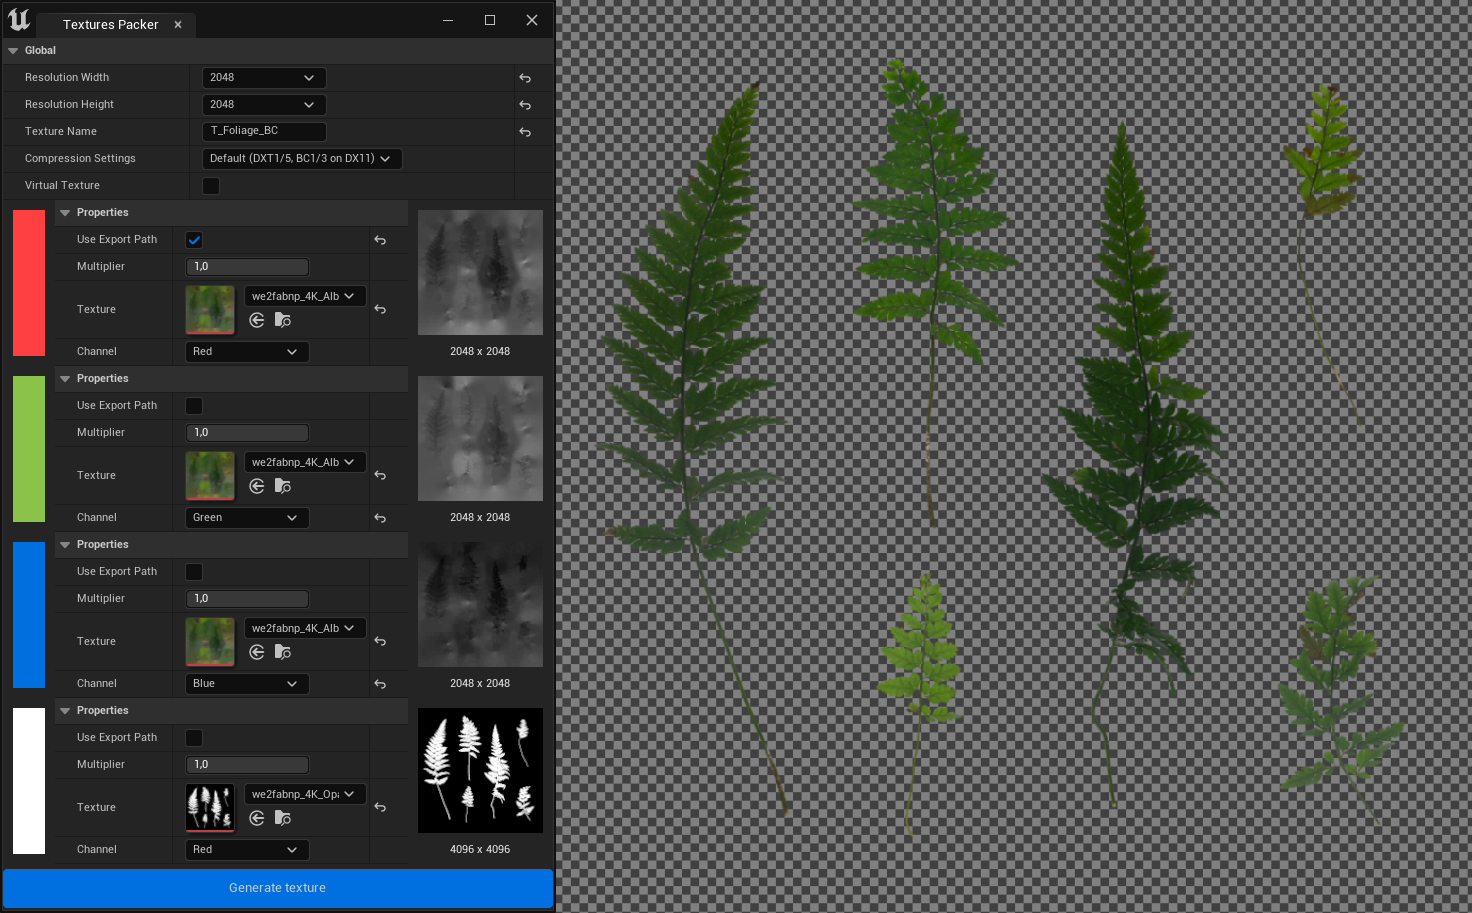 Textures Packer
Global
Resolution Width 2048
Resolution Height 2048
Texture Name T_Foliage_BC
Compression Settings Default (DXT1/5, BC1/3 on DX11)
Virtual Texture
Properties
Use Export Path
Multiplier 1,0
Texture we2fabnp_4K_Alb
Channel Red
2048 x 2048
Properties
Use Export Path
Multiplier 1,0
Texture we2fabnp_4K_Alb
Channel Green
2048 x 2048
Properties
Use Export Path
Multiplier 1,0
Texture we2fabnp_4K_Alb
Channel Blue
2048 x 2048
Properties
Use Export Path
Multiplier 1,0
Texture we2fabnp_4K_Opa
Channel Red
4096 x 4096
Generate texture